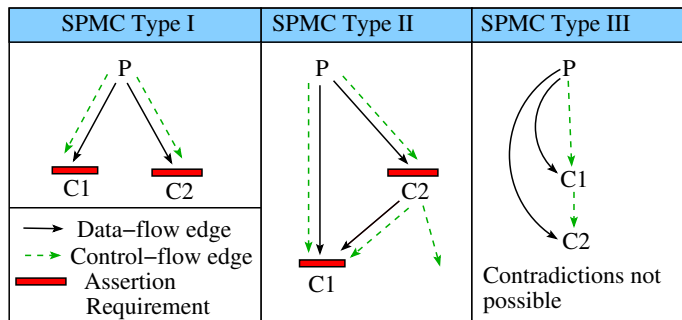 SPMC Type I
SPMC Type II
SPMC Type III
P
C1
C2
Data-flow edge
Control-flow edge
Assertion
Requirement
P
C2
C1
P
C1
C2
Contradictions not
possible